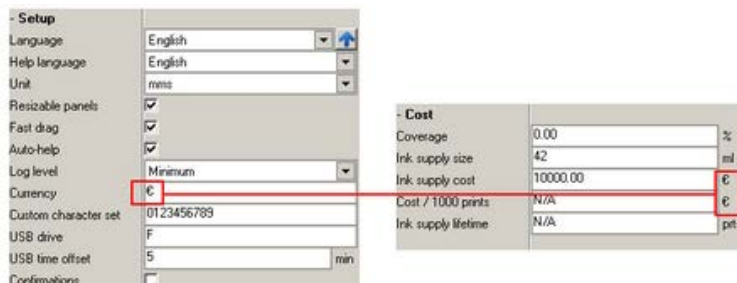 - Setup
Language English
Help language English
Unit mms
Resizable panels
Fast drag
Auto-help
Log level Minimum
Currency €
Custom character set 0123456789
USB drive F
USB time offset 5 min
Confirmations
- Cost
Coverage 0.00 %
Ink supply size 42 ml
Ink supply cost 10000.00 €
Cost / 1000 prints N/A €
Ink supply lifetime N/A prt